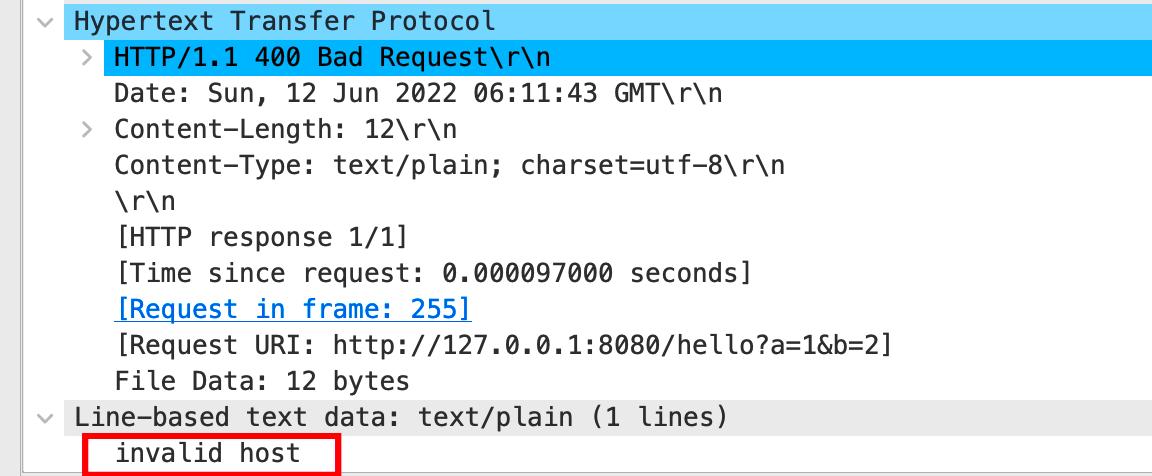 Hypertext Transfer Protocol
HTTP/1.1 400 Bad Request\r\n
Date: Sun, 12 Jun 2022 06:11:43 GMT\r\n
Content-Length: 12\r\n
Content-Type: text/plain; charset=utf-8\r\n
\r\n
[HTTP response 1/1]
[Time since request: 0.000097000 seconds]
[Request in frame: 255]
[Request URI: http://127.0.0.1:8080/hello?a=1&b=2]
File Data: 12 bytes
Line-based text data: text/plain (1 lines)
invalid host